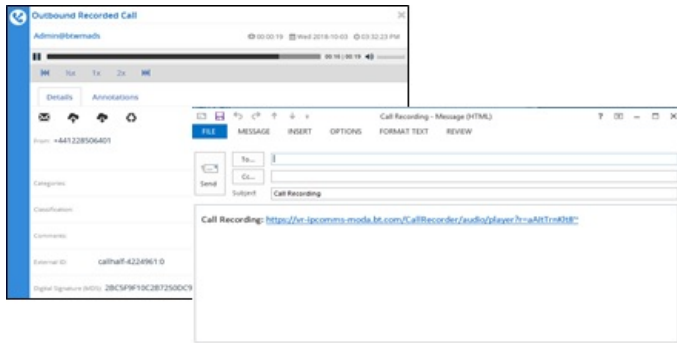 Outbound Recorded Call
Admin@btwmads
00:00:19 Wed 2018-10-03 03:32:23 PM
00:16 | 00:19
1x 2x
Details Annotations
From: +441228506401
Categories:
Classification:
Comments:
External ID: callhalf-4224961:0
Digital Signature (MD5): 2BC5F9F10C2B7250DC9
Call Recording - Message (HTML)
FILE MESSAGE INSERT OPTIONS FORMAT TEXT REVIEW
To...
Cc...
Send
Subject Call Recording
Call Recording: https://vr-ipcomms-moda.bt.com/CallRecorder/audio/player?r=aAltTrnKlt8~